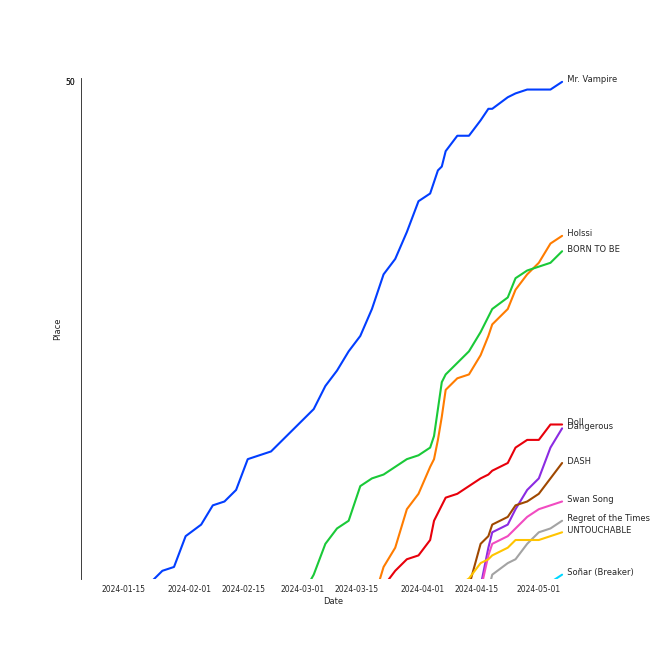 50
Mr. Vampire
Holssi
BORN TO BE
Place
Doll
Dangerous
DASH
Swan Song
Regret of the Times
UNTOUCHABLE
Soñar (Breaker)
2024-01-15 2024-02-01 2024-02-15 2024-03-01 2024-03-15 2024-04-01 2024-04-15 2024-05-01
Date